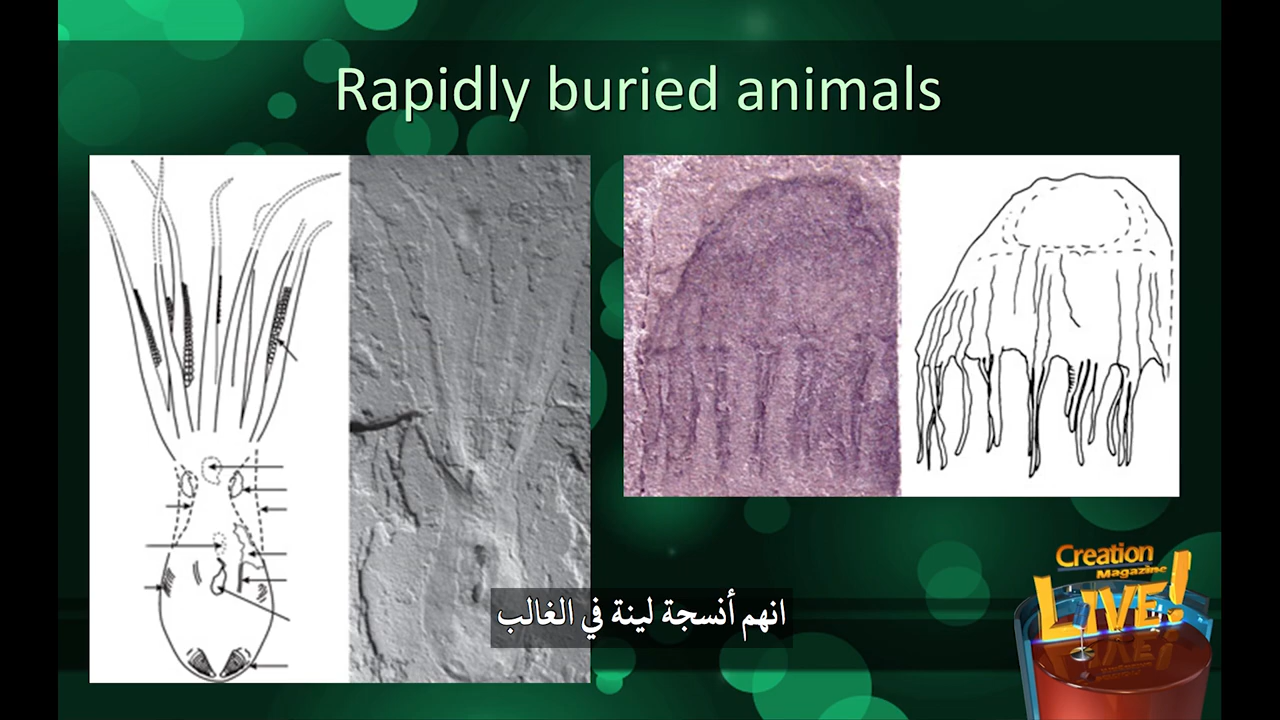 Rapidly buried animals
انهم أنسجة لينة في الغالب
Creation
Magazine
LIVE!